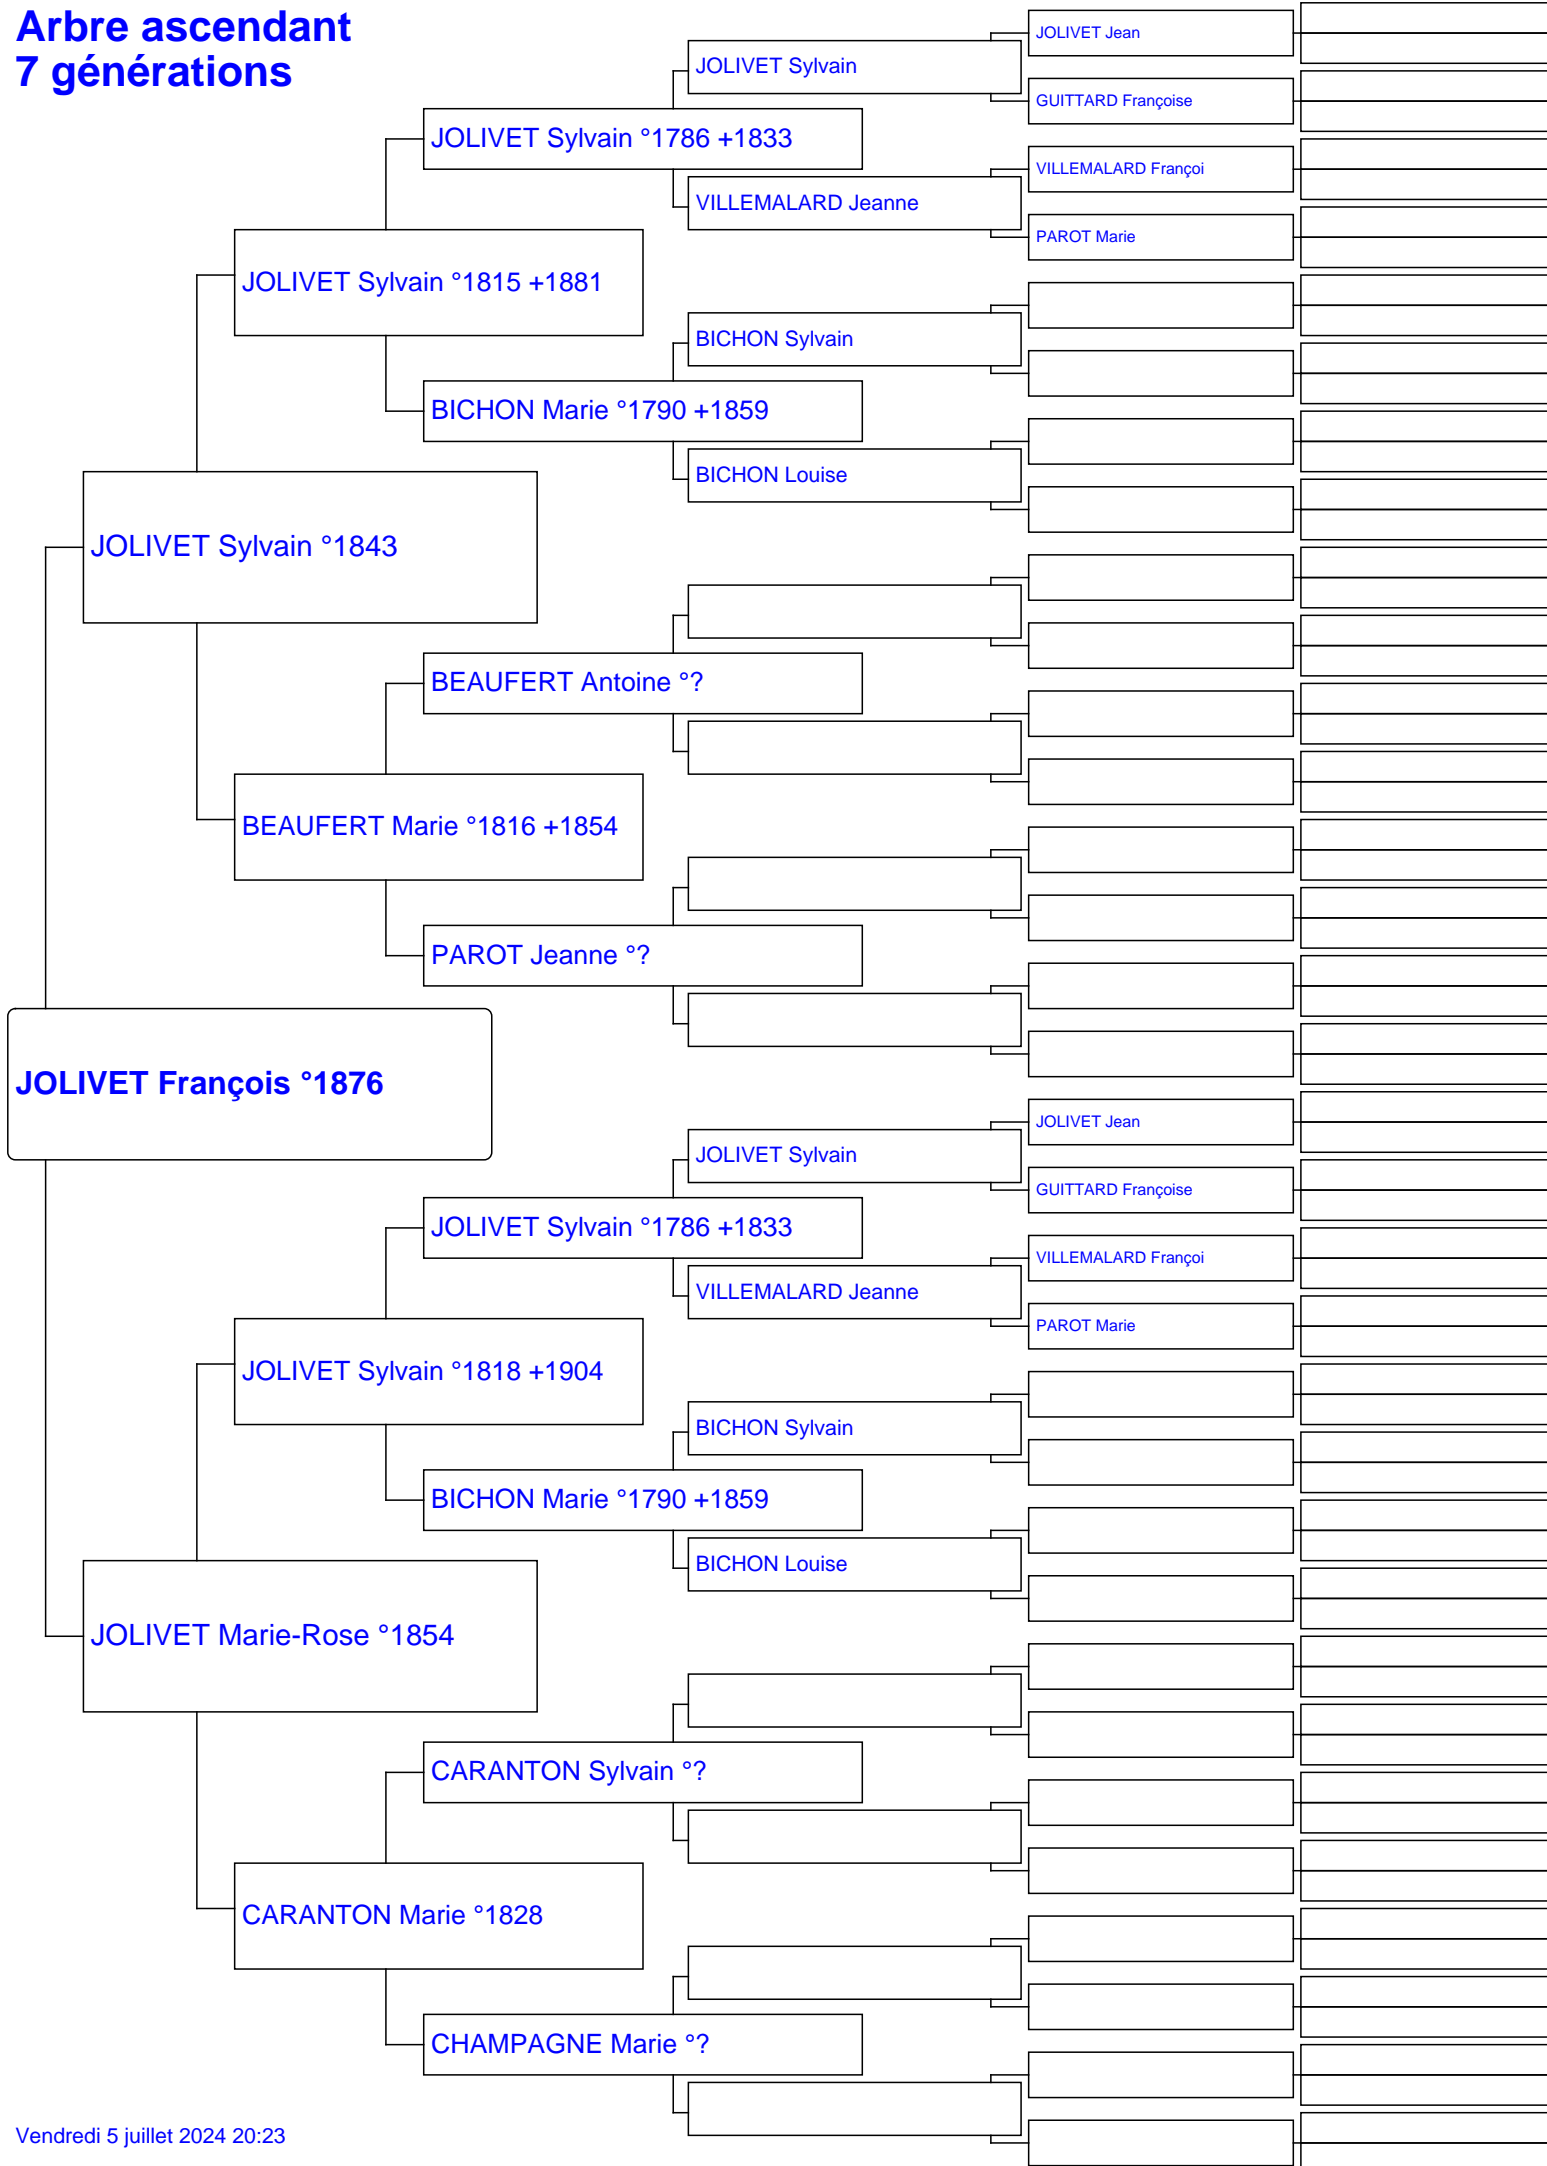 Arbre ascendant
7 générations
JOLIVET Jean
JOLIVET Sylvain
GUITTARD Françoise
JOLIVET Sylvain °1786 +1833
VILLEMALARD Françoi
VILLEMALARD Jeanne
PAROT Marie
JOLIVET Sylvain °1815 +1881
BICHON Sylvain
BICHON Marie °1790 +1859
BICHON Louise
JOLIVET Sylvain °1843
BEAUFERT Antoine °?
BEAUFERT Marie °1816 +1854
PAROT Jeanne °?
JOLIVET François °1876
JOLIVET Jean
JOLIVET Sylvain
GUITTARD Françoise
JOLIVET Sylvain °1786 +1833
VILLEMALARD Françoi
VILLEMALARD Jeanne
PAROT Marie
JOLIVET Sylvain °1818 +1904
BICHON Sylvain
BICHON Marie °1790 +1859
BICHON Louise
JOLIVET Marie-Rose °1854
CARANTON Sylvain °?
CARANTON Marie °1828
CHAMPAGNE Marie °?
Vendredi 5 juillet 2024 20:23